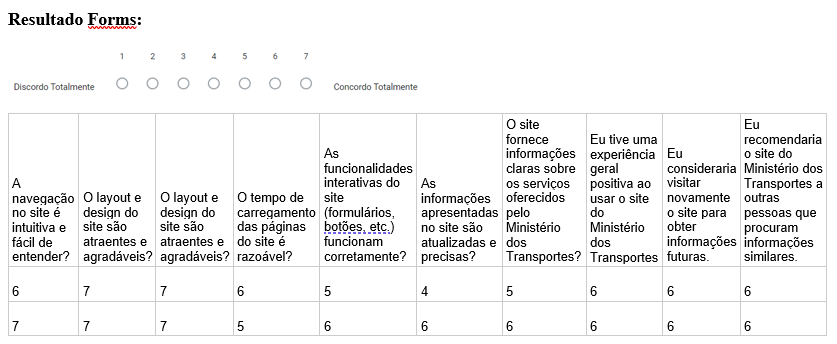 Resultado Forms:
1 2 3 4 5 6 7
Discordo Totalmente Concordo Totalmente
A
navegação
no site é
intuitiva e
fácil de
entender?
O layout e
design do
site são
atraentes e
agradáveis?
O layout e
design do
site são
atraentes e
agradáveis?
O tempo de
carregamento
das páginas
do site é
razoável?
As
funcionalidades
interativas do
site
(formulários,
botões, etc.)
funcionam
corretamente?
As
informações
apresentadas
no site são
atualizadas e
precisas?
O site
fornece
informações
claras sobre
os serviços
oferecidos
pelo
Ministério
dos
Transportes?
Eu tive uma
experiência
geral
positiva ao
usar o site
do
Ministério
dos
Transportes
Eu
consideraria
visitar
novamente
o site para
obter
informações
futuras.
Eu
recomendaria
o site do
Ministério dos
Transportes a
outras
pessoas que
procuram
informações
similares.
6 7 7 6 5 4 5 6 6 6
7 7 7 5 6 6 6 6 6 6